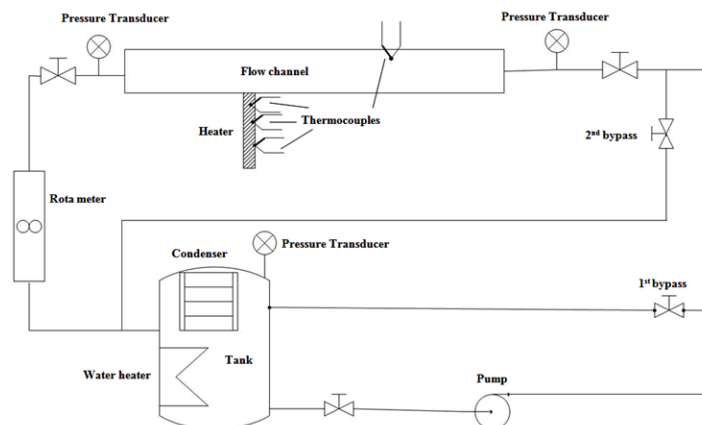 Pressure Transducer
Pressure Transducer
Flow channel
Thermocouples
Heater
2nd bypass
Rota meter
Condenser
Pressure Transducer
1st bypass
Tank
Water heater
Pump